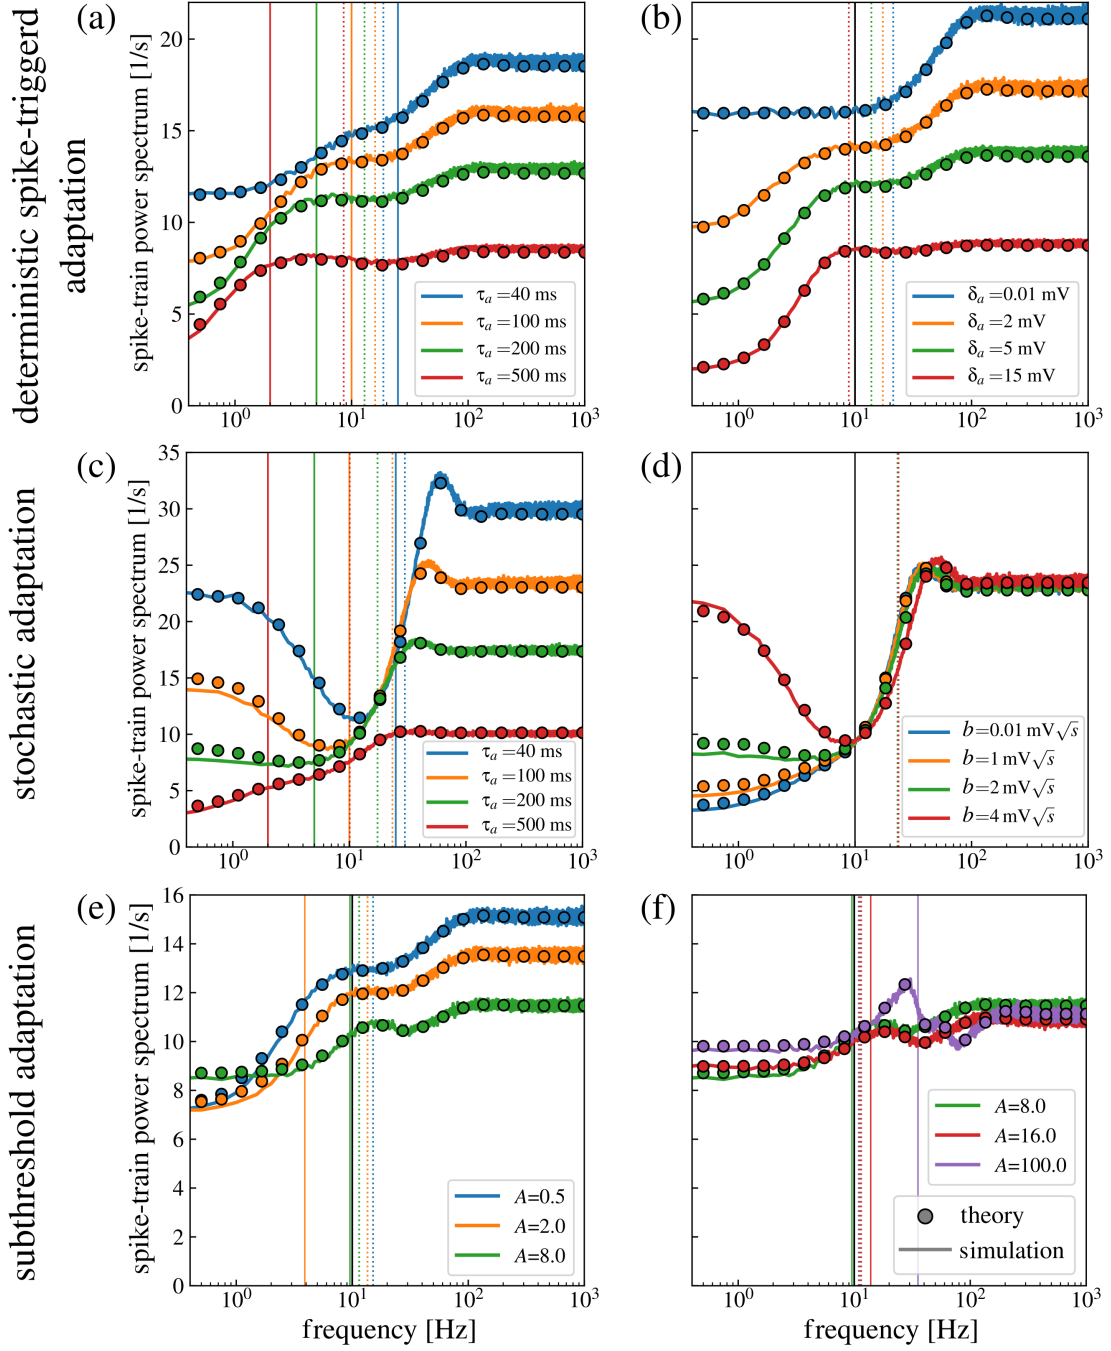 deterministic spike-triggerd
adaptation
(a)
spike-train power spectrum [1/s]
20
15
10
5
0
10⁰
10¹
10²
10³
τₐ=40 ms
τₐ=100 ms
τₐ=200 ms
τₐ=500 ms
(b)
10⁰
10¹
10²
10³
δₐ=0.01 mV
δₐ=2 mV
δₐ=5 mV
δₐ=15 mV
stochastic adaptation
(c)
spike-train power spectrum [1/s]
35
30
25
20
15
10
5
0
10⁰
10¹
10²
10³
τₐ=40 ms
τₐ=100 ms
τₐ=200 ms
τₐ=500 ms
(d)
10⁰
10¹
10²
10³
b=0.01 mV√s
b=1 mV√s
b=2 mV√s
b=4 mV√s
subthreshold adaptation
(e)
spike-train power spectrum [1/s]
16
14
12
10
8
6
4
2
0
10⁰
10¹
10²
10³
frequency [Hz]
A=0.5
A=2.0
A=8.0
(f)
A=8.0
A=16.0
A=100.0
theory
simulation
10⁰
10¹
10²
10³
frequency [Hz]